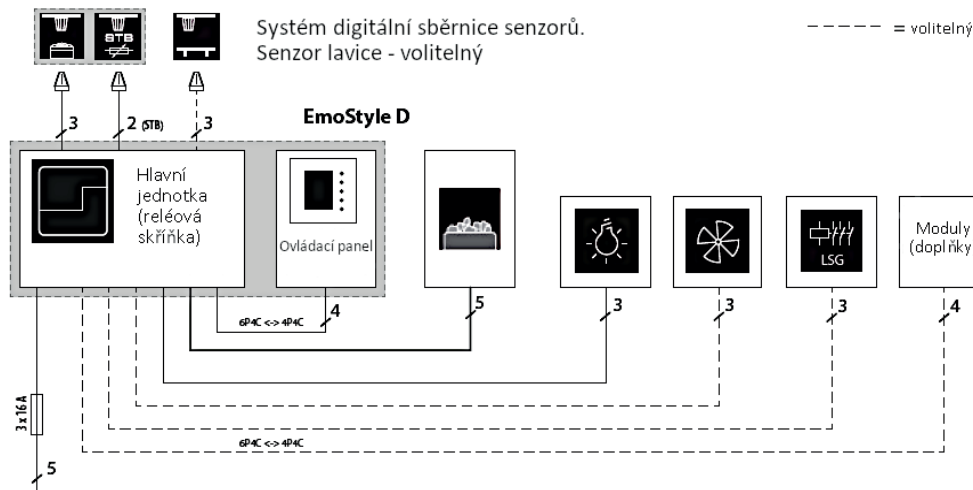 Systém digitální sběrnice senzorů.
Senzor lavice - volitelný
= volitelný
STB
3
2 (STB)
3
EmoStyle D
Hlavní
jednotka
(reléová
skříňka)
Ovládací panel
LSG
Moduly
(doplňky
6P4C <-> 4P4C
4
5
3
3
3
4
3 x 16 A
6P4C <-> 4P4C
5